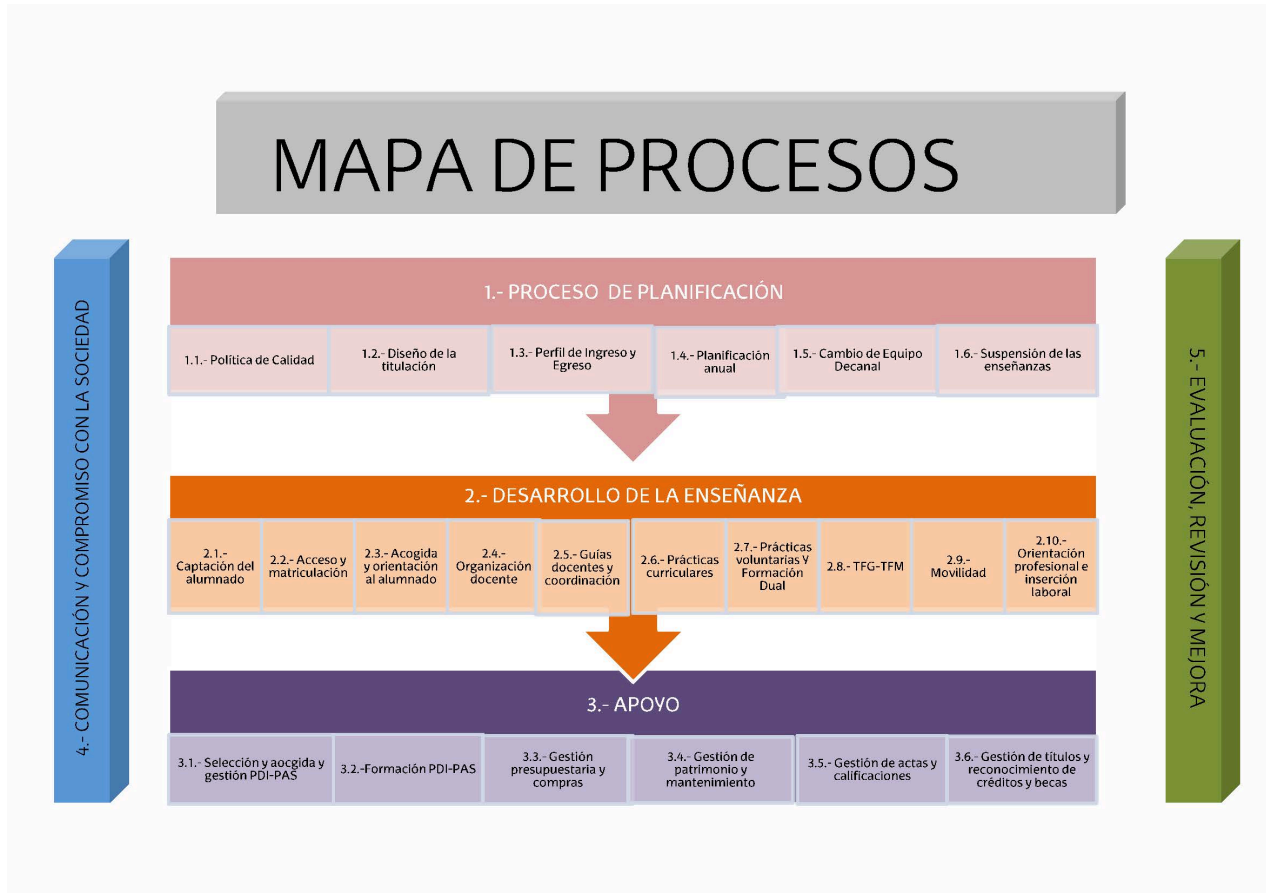 MAPA DE PROCESOS
4.- COMUNICACIÓN Y COMPROMISO CON LA SOCIEDAD
1.- PROCESO DE PLANIFICACIÓN
1.1.- Política de Calidad
1.2.- Diseño de la
titulación
1.3.- Perfil de Ingreso y
Egreso
1.4.- Planificación
anual
1.5.- Cambio de Equipo
Decanal
1.6.- Suspensión de las
enseñanzas
2.- DESARROLLO DE LA ENSEÑANZA
2.1.-
Captación del
alumnado
2.2.- Acceso y
matriculación
2.3.- Acogida
y orientación
al alumnado
2.4.-
Organización
docente
2.5.- Guías
docentes y
coordinación
2.6.- Prácticas
curriculares
2.7.- Prácticas
voluntarias Y
Formación
Dual
2.8.- TFG-TFM
2.9.-
Movilidad
2.10.-
Orientación
profesional e
inserción
laboral
3.- APOYO
3.1.- Selección y aocgida y
gestión PDI-PAS
3.2.-Formación PDI-PAS
3.3.- Gestión
presupuestaria y
compras
3.4.- Gestión de
patrimonio y
mantenimiento
3.5.- Gestión de actas y
calificaciones
3.6.- Gestión de títulos y
reconocimiento de
créditos y becas
5.- EVALUACIÓN, REVISIÓN Y MEJORA